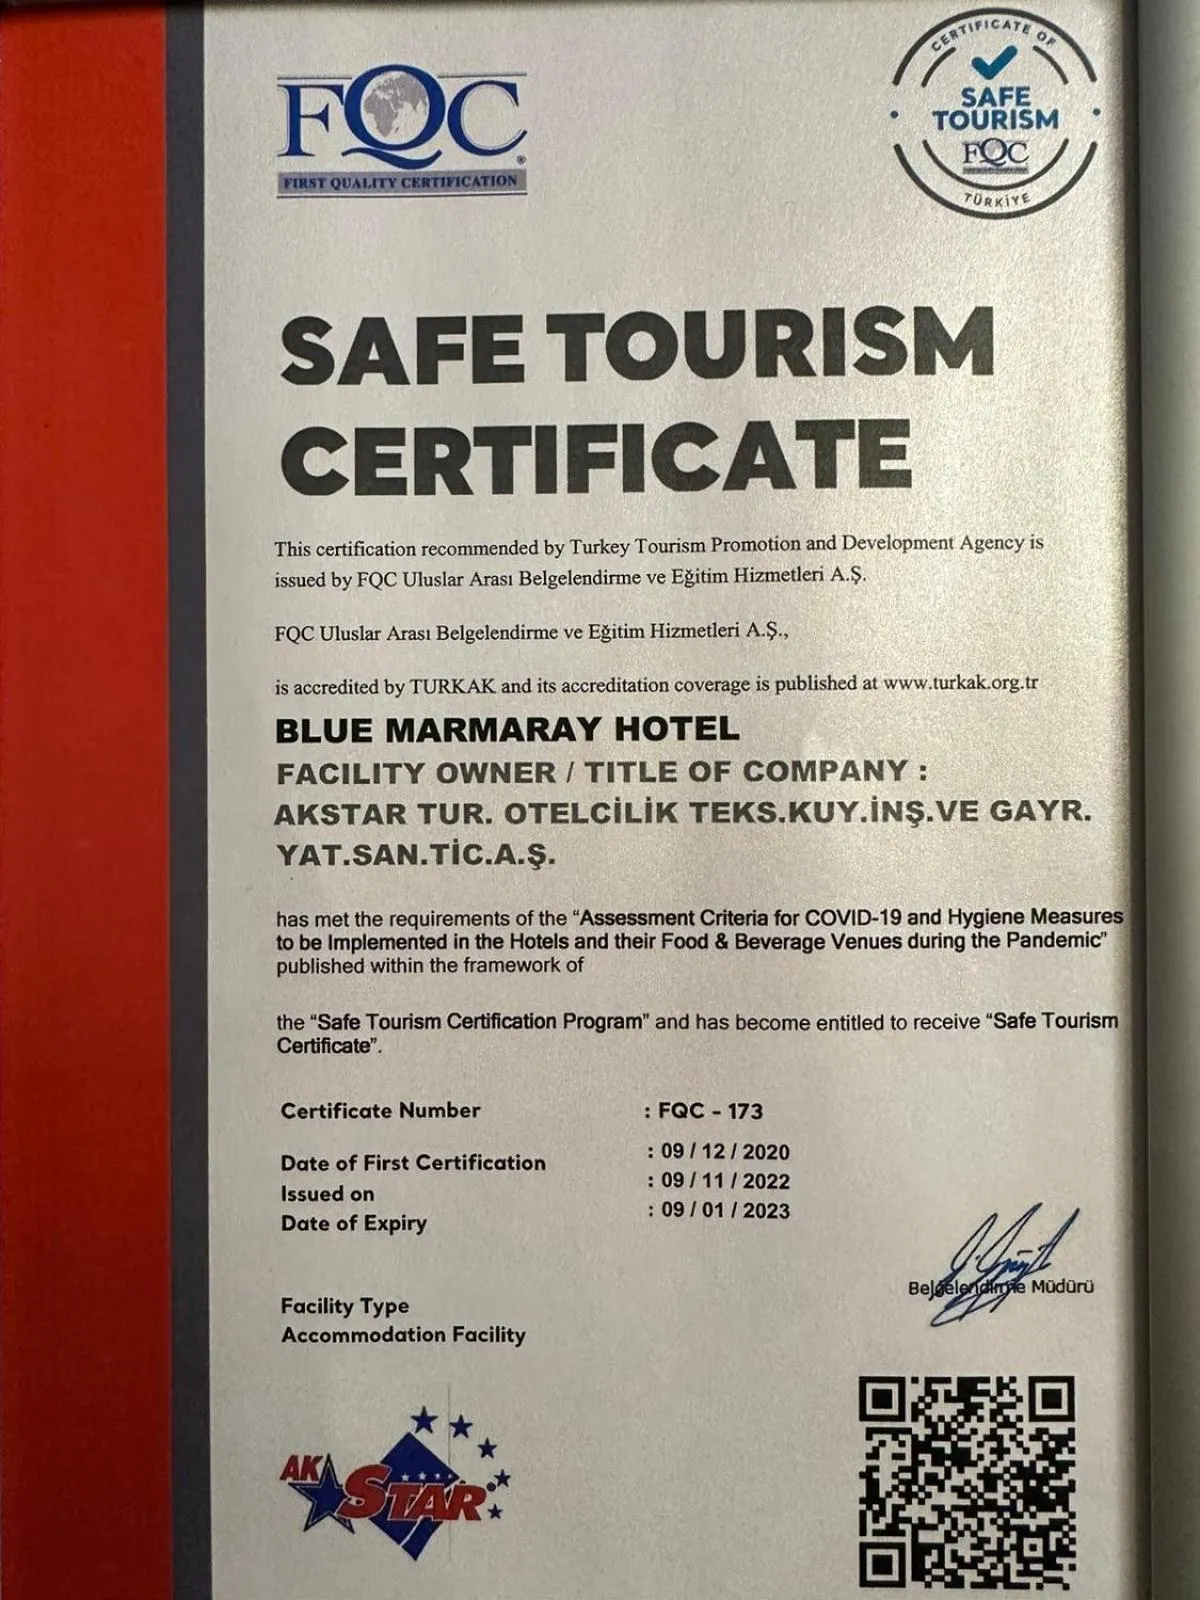 FQC
FIRST QUALITY CERTIFICATION
CERTIFICATE OF
SAFE
TOURISM
FQC
TÜRKİYE
SAFE TOURISM
CERTIFICATE
This certification recommended by Turkey Tourism Promotion and Development Agency is
issued by FQC Uluslar Arası Belgelendirme ve Eğitim Hizmetleri A.Ş.
FQC Uluslar Arası Belgelendirme ve Eğitim Hizmetleri A.Ş.,
is accredited by TURKAK and its accreditation coverage is published at www.turkak.org.tr
BLUE MARMARAY HOTEL
FACILITY OWNER / TITLE OF COMPANY :
AKSTAR TUR. OTELCİLİK TEKS.KUY.İNŞ.VE GAYR.
YAT.SAN.TİC.A.Ş.
has met the requirements of the “Assessment Criteria for COVID-19 and Hygiene Measures
to be Implemented in the Hotels and their Food & Beverage Venues during the Pandemic”
published within the framework of
the “Safe Tourism Certification Program” and has become entitled to receive “Safe Tourism
Certificate”.
Certificate Number : FQC - 173
Date of First Certification : 09 / 12 / 2020
Issued on : 09 / 11 / 2022
Date of Expiry : 09 / 01 / 2023
Belgelendirme Müdürü
Facility Type
Accommodation Facility
AK
STAR